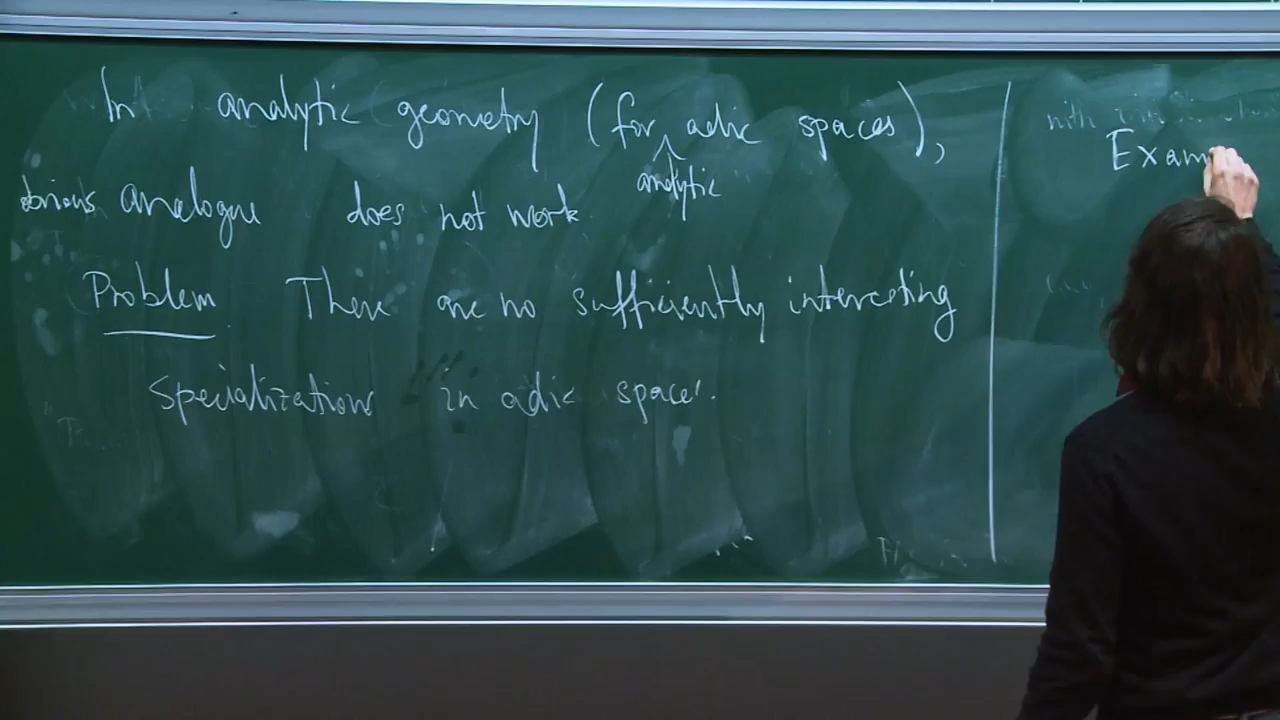 In analytic geometry (for adic spaces),
analytic
obvious analogue does not work.
Problem There are no sufficiently interesting
specializations in adic spaces.
Exam